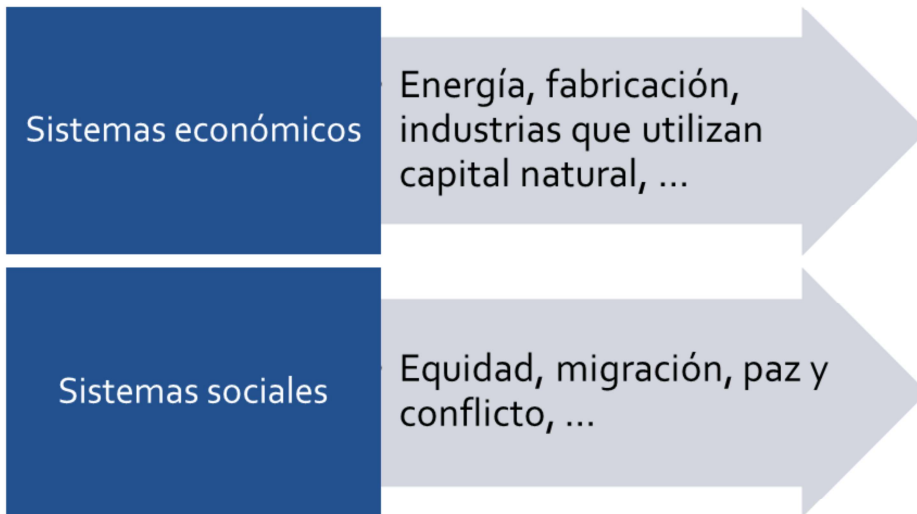 Sistemas económicos
Energía, fabricación,
industrias que utilizan
capital natural, ...
Sistemas sociales
Equidad, migración, paz y
conflicto, ...